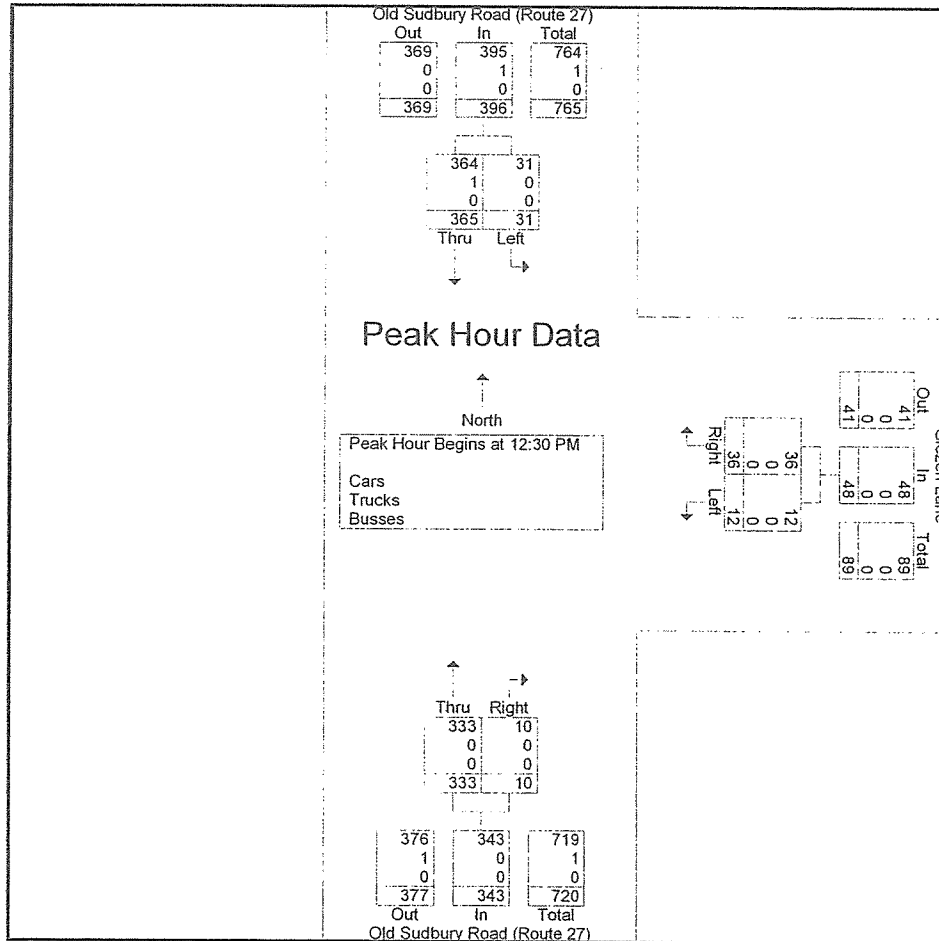 Old Sudbury Road (Route 27)
Out In Total
369 395 764
0 1 1
0 0 0
369 396 765
364 31
1 0
0 0
365 31
Thru Left
Peak Hour Data
North
Peak Hour Begins at 12:30 PM
Cars
Trucks
Busses
Out In Total
41 48 89
0 0 0
0 0 0
41 48 89
36 12
0 0
0 0
36 12
Right Left
Thru Right
333 10
0 0
0 0
333 10
376 343 719
1 0 1
0 0 0
377 343 720
Out In Total
Old Sudbury Road (Route 27)